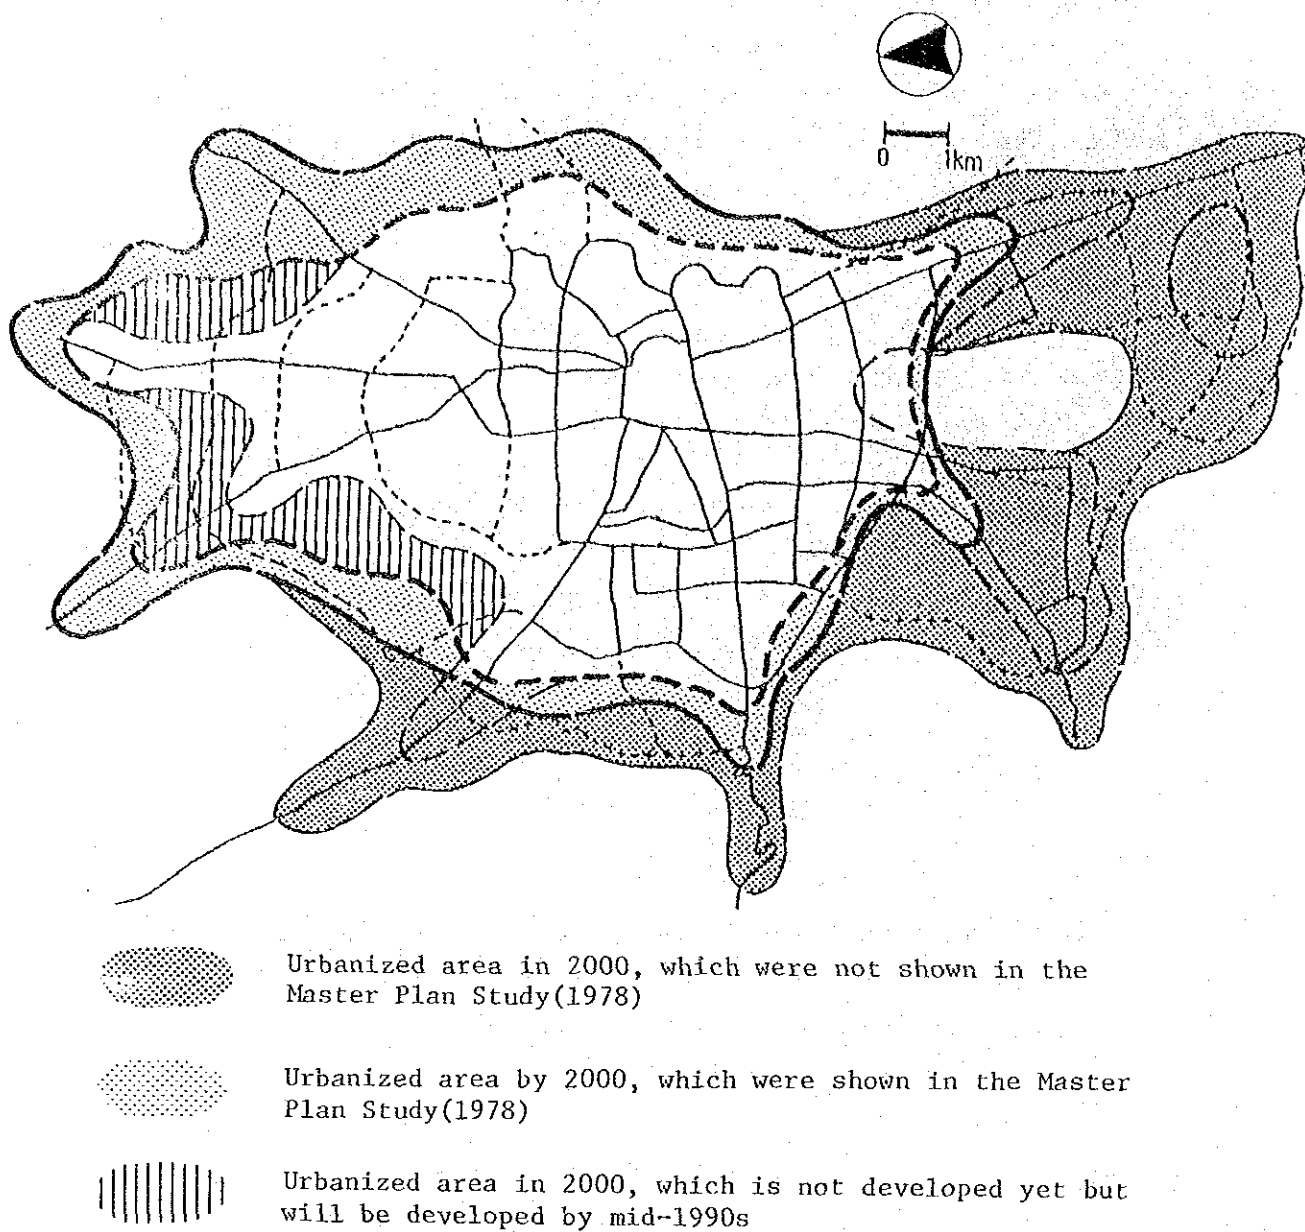 0 1km
Urbanized area in 2000, which were not shown in the
Master Plan Study(1978)
Urbanized area by 2000, which were shown in the Master
Plan Study(1978)
Urbanized area in 2000, which is not developed yet but
will be developed by mid-1990s